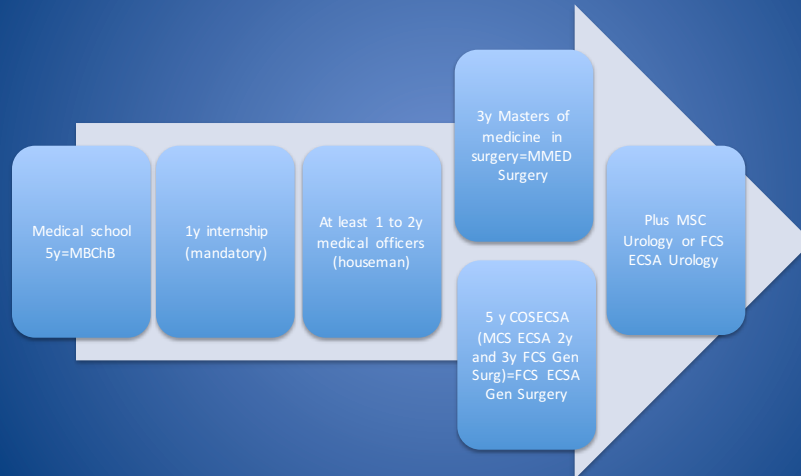 Medical school
5y=MBChB
1y internship
(mandatory)
At least 1 to 2y
medical officers
(houseman)
3y Masters of
medicine in
surgery=MMED
Surgery
5 y COSECSA
(MCS ECSA 2y
and 3y FCS Gen
Surg)=FCS ECSA
Gen Surgery
Plus MSC
Urology or FCS
ECSA Urology